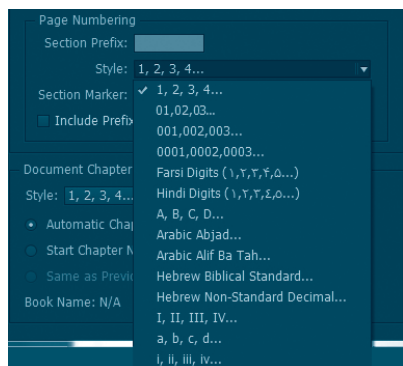 Page Numbering
Section Prefix:
Style: 1, 2, 3, 4...
Section Marker: ✓ 1, 2, 3, 4...
01,02,03...
Include Prefix
001,002,003...
0001,0002,0003...
Document Chapter
Farsi Digits (۱,۲,۳,۴,۵...)
Style: 1, 2, 3, 4...
Hindi Digits (١,٢,٣,٤,٥...)
A, B, C, D...
Automatic Cha
Arabic Abjad...
Start Chapter N
Arabic Alif Ba Tah...
Same as Previ
Hebrew Biblical Standard...
Book Name: N/A
Hebrew Non-Standard Decimal...
I, II, III, IV...
a, b, c, d...
i, ii, iii, iv...